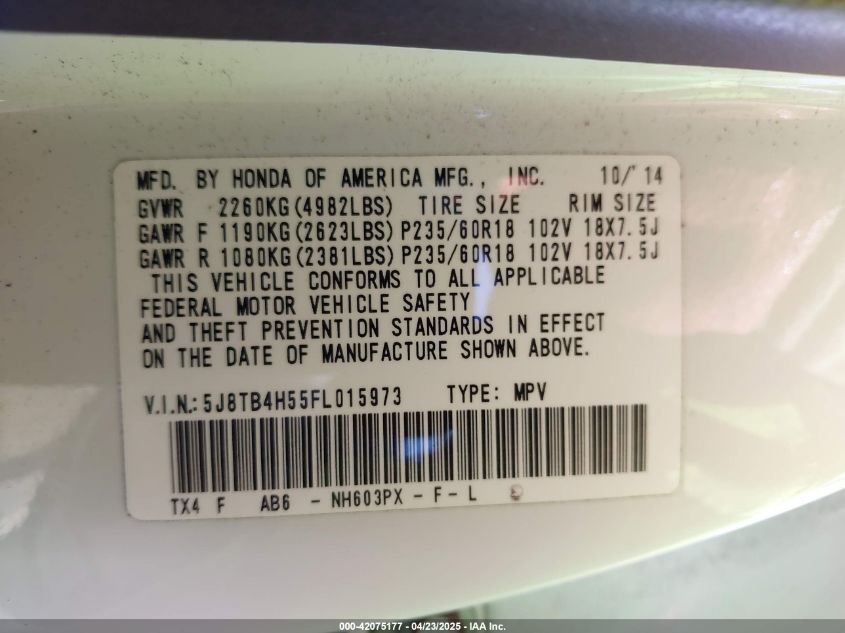 MFD. BY HONDA OF AMERICA MFG., INC. 10/14
GVWR 2260KG(4982LBS) TIRE SIZE RIM SIZE
GAWR F 1190KG(2623LBS) P235/60R18 102V 18X7.5J
GAWR R 1080KG(2381LBS) P235/60R18 102V 18X7.5J
THIS VEHICLE CONFORMS TO ALL APPLICABLE
FEDERAL MOTOR VEHICLE SAFETY
AND THEFT PREVENTION STANDARDS IN EFFECT
ON THE DATE OF MANUFACTURE SHOWN ABOVE.
V.I.N.: 5J8TB4H55FL015973 TYPE: MPV
TX4 F AB6 - NH603PX - F - L
000-42075177 - 04/23/2025 - IAA Inc.